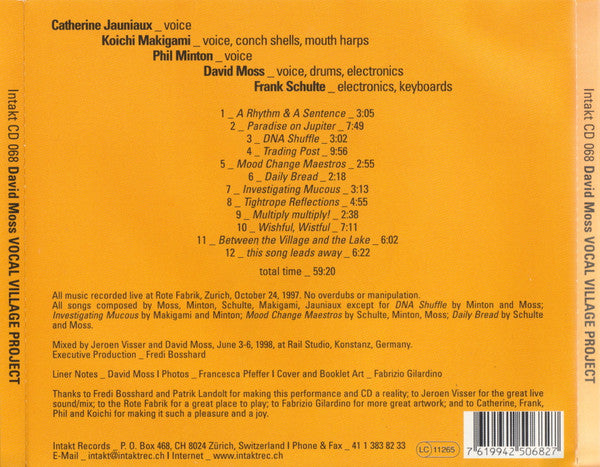 Catherine Jauniaux _ voice
Koichi Makigami _ voice, conch shells, mouth harps
Phil Minton _ voice
David Moss _ voice, drums, electronics
Frank Schulte _ electronics, keyboards
1 _ A Rhythm & A Sentence _ 3:05
2 _ Paradise on Jupiter _ 7:49
3 _ DNA Shuffle _ 3:02
4 _ Trading Post _ 9:56
5 _ Mood Change Maestros _ 2:55
6 _ Daily Bread _ 2:18
7 _ Investigating Mucous _ 3:13
8 _ Tightrope Reflections _ 4:55
9 _ Multiply multiply! _ 2:38
10 _ Wishful, Wistful _ 7:11
11 _ Between the Village and the Lake _ 6:02
12 _ this song leads away _ 6:22
total time _ 59:20
All music recorded live at Rote Fabrik, Zurich, October 24, 1997. No overdubs or manipulation.
All songs composed by Moss, Minton, Schulte, Makigami, Jauniaux except for DNA Shuffle by Minton and Moss;
Investigating Mucous by Makigami and Minton; Mood Change Maestros by Schulte, Minton, Moss; Daily Bread by Schulte
and Moss.
Mixed by Jeroen Visser and David Moss, June 3-6, 1998, at Rail Studio, Konstanz, Germany.
Executive Production _ Fredi Bosshard
Liner Notes _ David Moss I Photos _ Francesca Pfeffer I Cover and Booklet Art _ Fabrizio Gilardino
Thanks to Fredi Bosshard and Patrik Landolt for making this performance and CD a reality; to Jeroen Visser for the great live
sound/mix; to the Rote Fabrik for a great place to play; to Fabrizio Gilardino for more great artwork; and to Catherine, Frank,
Phil and Koichi for making it such a pleasure and a joy.
Intakt Records _ P. O. Box 468, CH 8024 Zürich, Switzerland I Phone & Fax _ 41 1 383 82 33
E-Mail _ intakt@intaktrec.ch I Internet _ www.intaktrec.ch
LC 11265
7 619942 506827
Intakt CD 068 David Moss VOCAL VILLAGE PROJECT
Intakt CD 068 David Moss VOCAL VILLAGE PROJECT